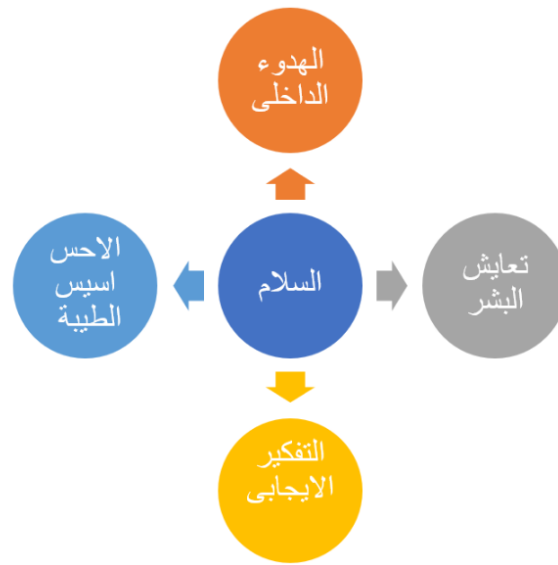 الهدوء
الداخلى
تعايش
البشر
السلام
الاحس
اسيس
الطيبة
التفكير
الايجابى